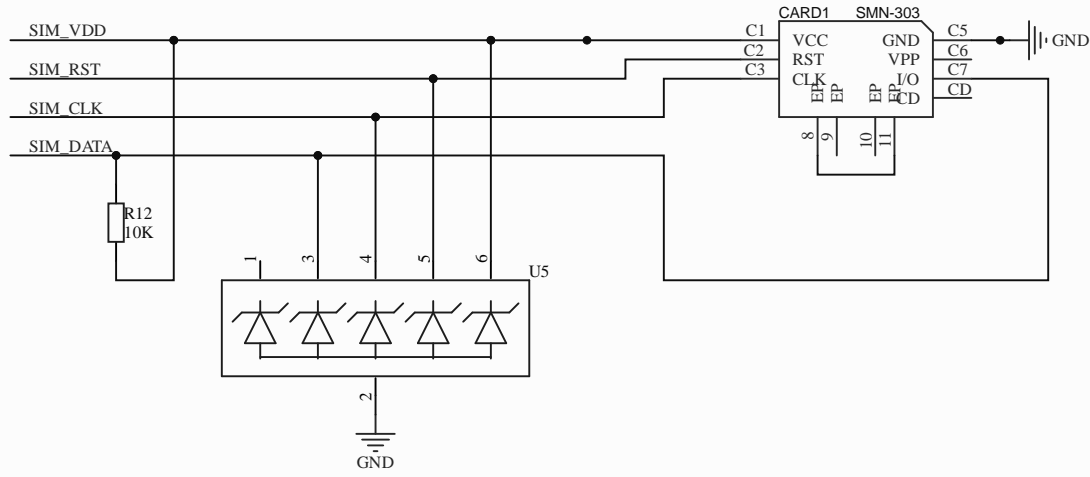 CARD1 SMN-303
SIM_VDD C1 VCC GND C5 GND
C2 RST VPP C6
SIM_RST C3 CLK I/O C7
EP EP EP EP CD CD
SIM_CLK
8 9 10 11
SIM_DATA
R12
10K
1 3 4 5 6
U5
2
GND